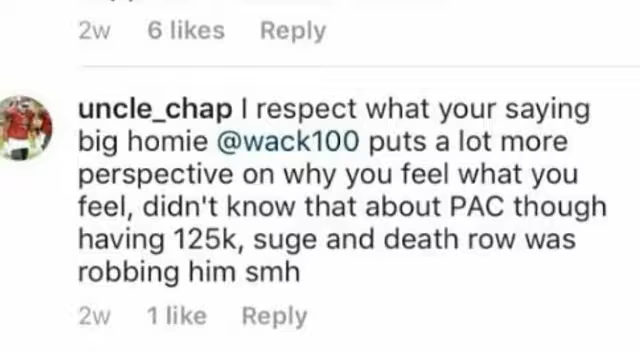 2w 6 likes Reply
uncle_chap I respect what your saying
big homie @wack100 puts a lot more
perspective on why you feel what you
feel, didn't know that about PAC though
having 125k, suge and death row was
robbing him smh
2w 1 like Reply